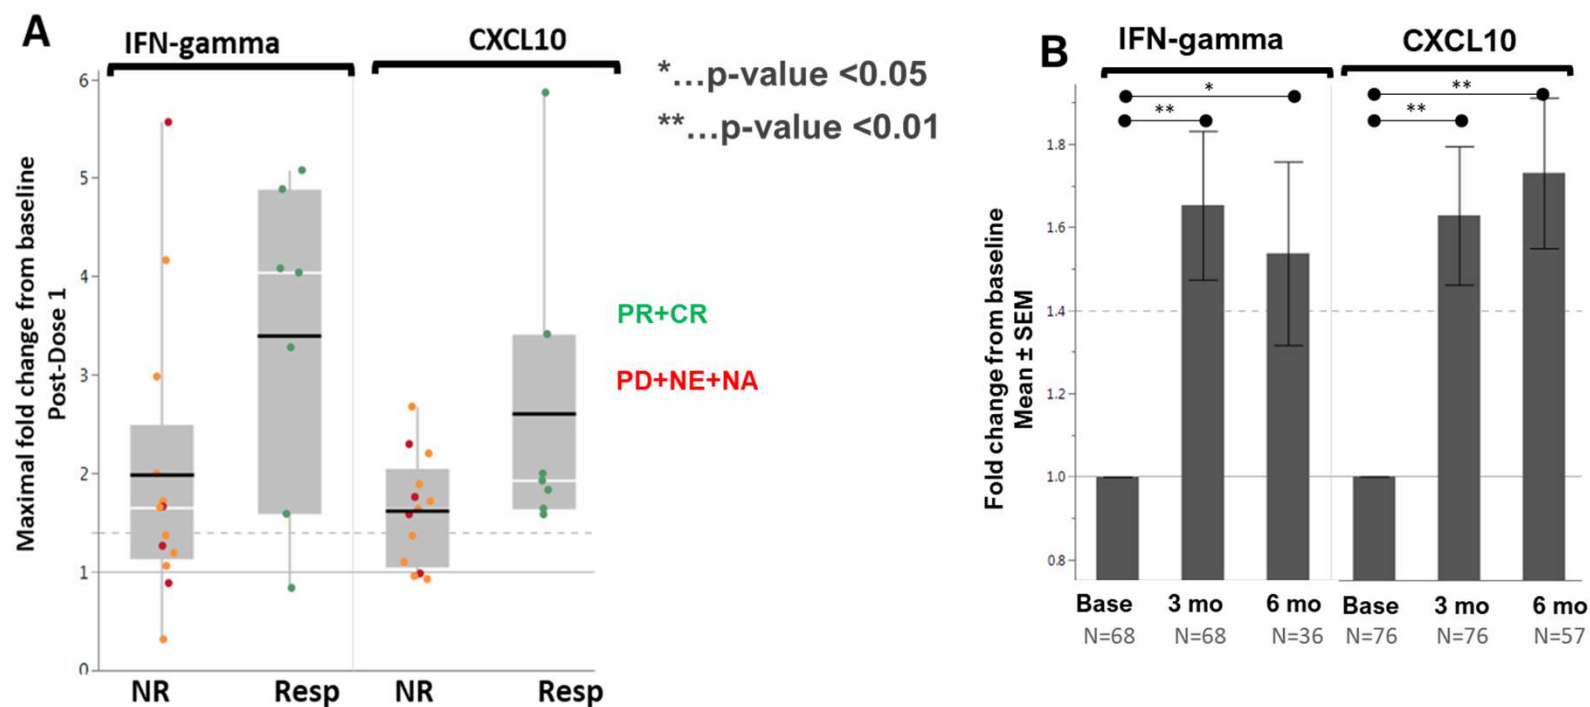 A
IFN-gamma
CXCL10
*...p-value <0.05
**...p-value <0.01
Maximal fold change from baseline
Post-Dose 1
6
5
4
3
2
1
0
PR+CR
PD+NE+NA
NR
Resp
NR
Resp
B
IFN-gamma
CXCL10
*
**
**
**
Fold change from baseline
Mean ± SEM
1.8
1.6
1.4
1.2
1.0
0.8
Base
3 mo
6 mo
Base
3 mo
6 mo
N=68
N=68
N=36
N=76
N=76
N=57